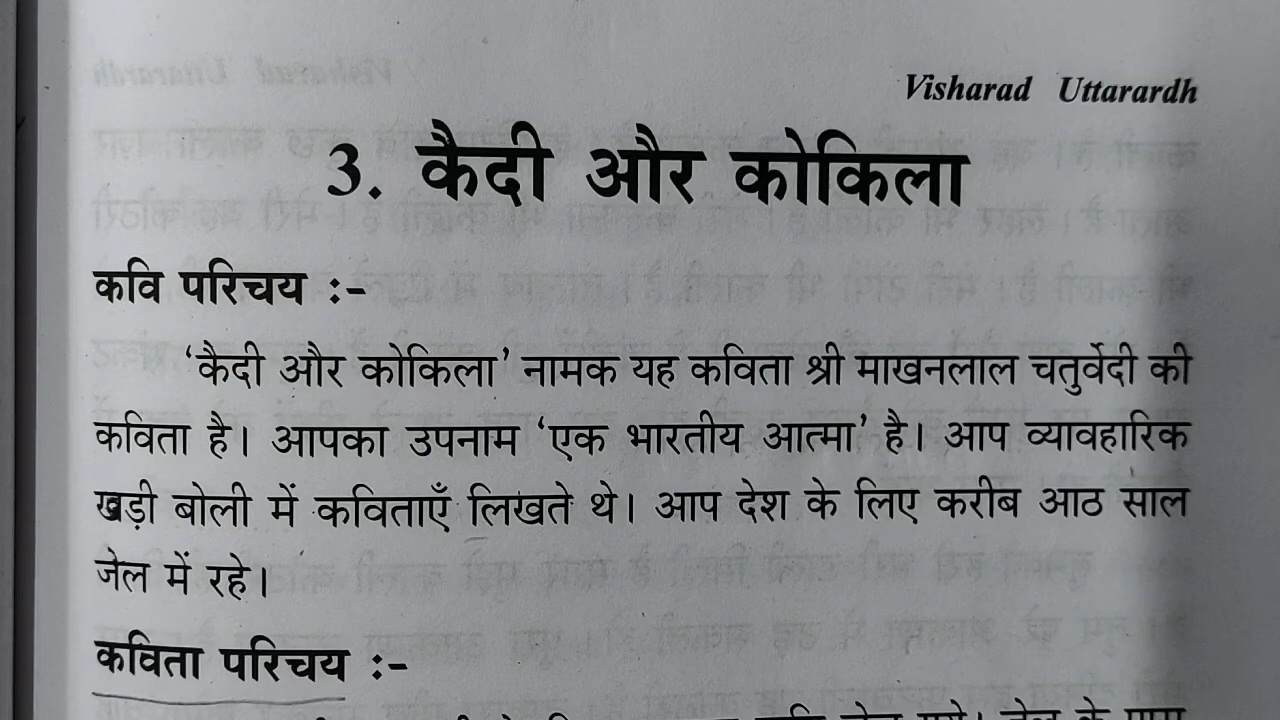 Visharad Uttarardh
3. कैदी और कोकिला
कवि परिचय :-
‘कैदी और कोकिला’ नामक यह कविता श्री माखनलाल चतुर्वेदी की
कविता है। आपका उपनाम ‘एक भारतीय आत्मा’ है। आप व्यावहारिक
खड़ी बोली में कविताएँ लिखते थे। आप देश के लिए करीब आठ साल
जेल में रहे।
कविता परिचय :-